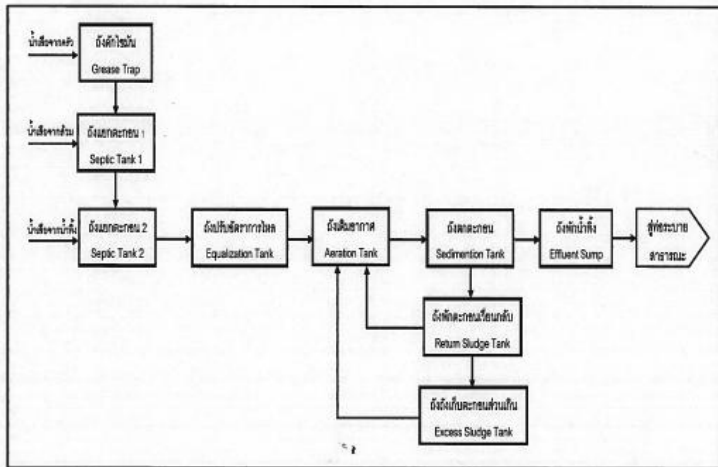 น้ำเสียจากครัว
ถังดักไขมัน
Grease Trap
น้ำเสียจากส้วม
ถังแยกตะกอน 1
Septic Tank 1
น้ำเสียจากน้ำทิ้ง
ถังแยกตะกอน 2
Septic Tank 2
ถังปรับอัตราการไหล
Equalization Tank
ถังเติมอากาศ
Aeration Tank
ถังตกตะกอน
Sedimention Tank
ถังพักน้ำทิ้ง
Effluent Sump
สู่ท่อระบาย
สาธารณะ
ถังพักตะกอนเวียนกลับ
Return Sludge Tank
ถังถังเก็บตะกอนส่วนเกิน
Excess Sludge Tank